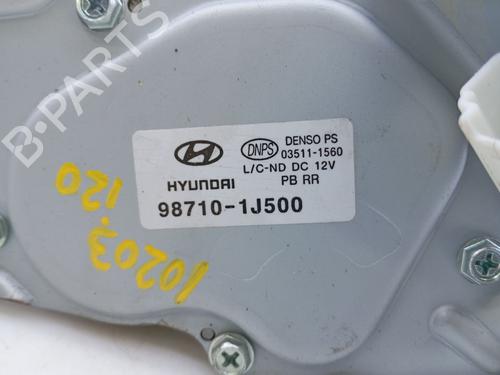 B-PARTS
HYUNDAI
DNPS DENSO PS
03511-1560
L/C-ND DC 12V
PB RR
98710-1J500
10203.120